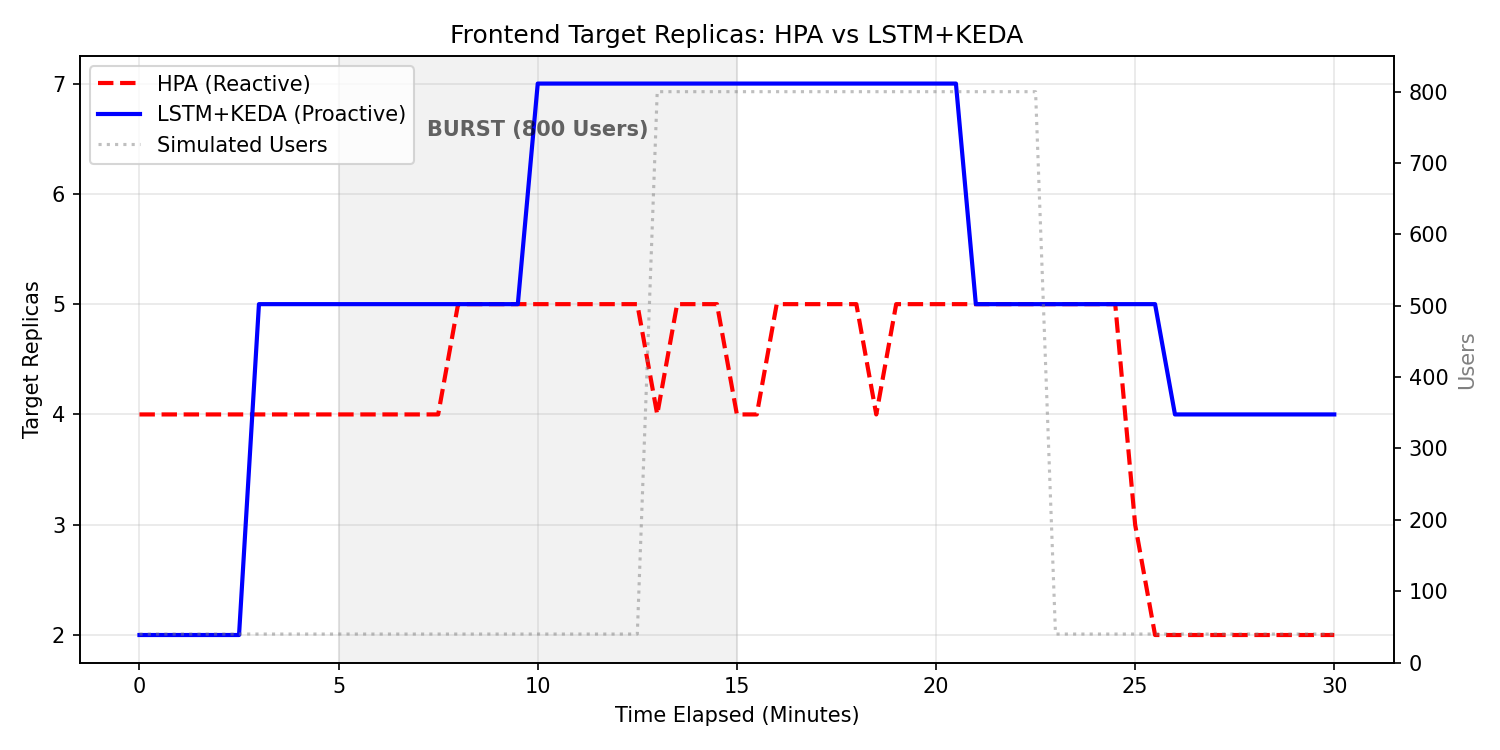 Frontend Target Replicas: HPA vs LSTM+KEDA
HPA (Reactive)
LSTM+KEDA (Proactive)
Simulated Users
BURST (800 Users)
Target Replicas
7
6
5
4
3
2
800
700
600
500
400
300
200
100
0
Users
0 5 10 15 20 25 30
Time Elapsed (Minutes)